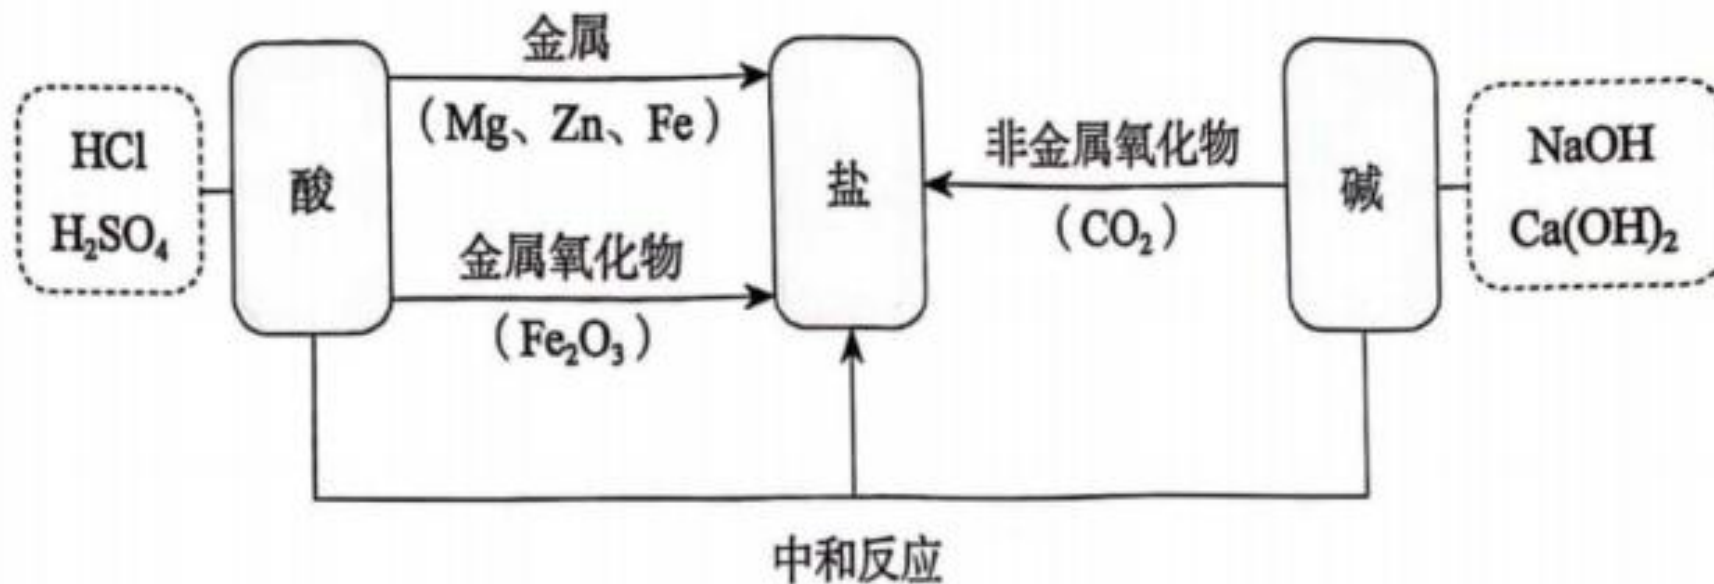 金属
(Mg、Zn、Fe)
HCl
H₂SO₄
酸
金属氧化物
(Fe₂O₃)
盐
非金属氧化物
(CO₂)
碱
NaOH
Ca(OH)₂
中和反应